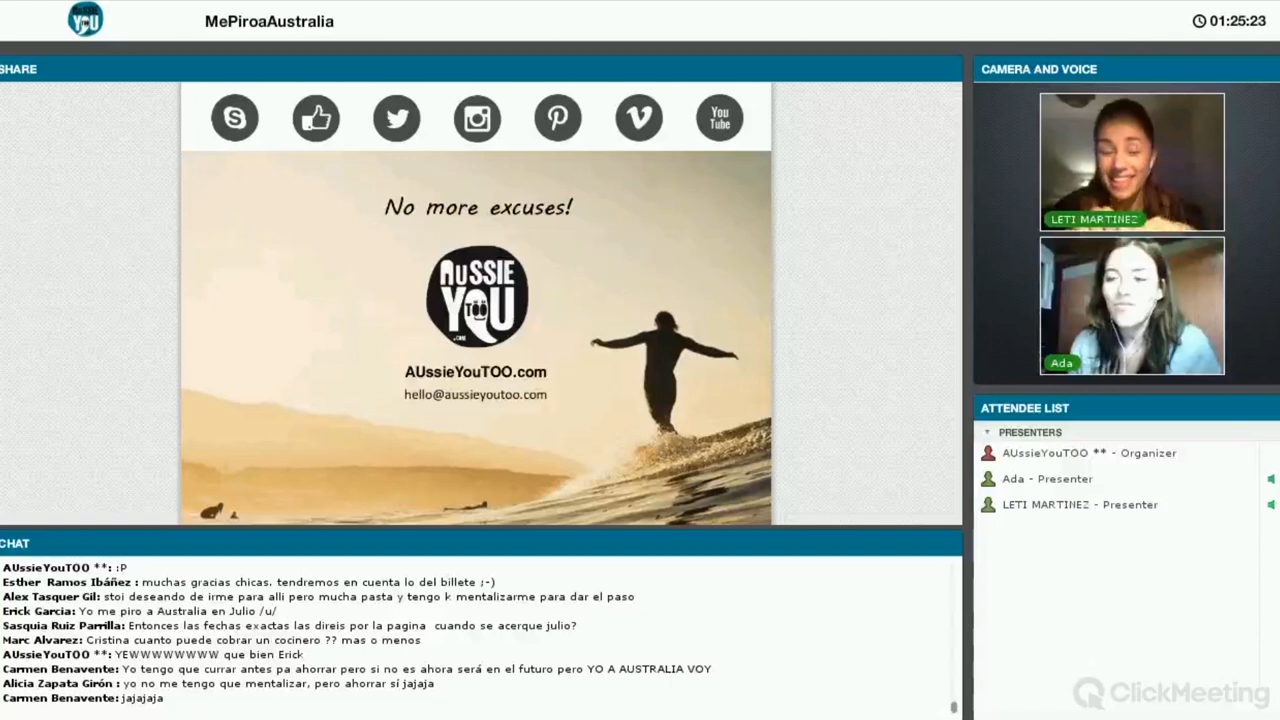 AUSSIE
YOU
TOO
MePiroaAustralia
01:25:23
SHARE
CAMERA AND VOICE
You
Tube
No more excuses!
AUSSIE
YOU
TOO
.COM
AUssieYouTOO.com
hello@aussieyoutoo.com
LETI MARTINEZ
Ada
ATTENDEE LIST
PRESENTERS
AUssieYouTOO ** - Organizer
Ada - Presenter
LETI MARTINEZ - Presenter
CHAT
AUssieYouTOO **: :P
Esther Ramos Ibáñez : muchas gracias chicas. tendremos en cuenta lo del billete ;-)
Alex Tasquer Gil: stoi deseando de irme para alli pero mucha pasta y tengo k mentalizarme para dar el paso
Erick Garcia: Yo me piro a Australia en Julio /u/
Sasquia Ruiz Parrilla: Entonces las fechas exactas las direis por la pagina cuando se acerque julio?
Marc Alvarez: Cristina cuanto puede cobrar un cocinero ?? mas o menos
AUssieYouTOO **: YEWWWWWWWW que bien Erick
Carmen Benavente: Yo tengo que currar antes pa ahorrar pero si no es ahora será en el futuro pero YO A AUSTRALIA VOY
Alicia Zapata Girón : yo no me tengo que mentalizar, pero ahorrar sí jajaja
Carmen Benavente: jajajaja
ClickMeeting